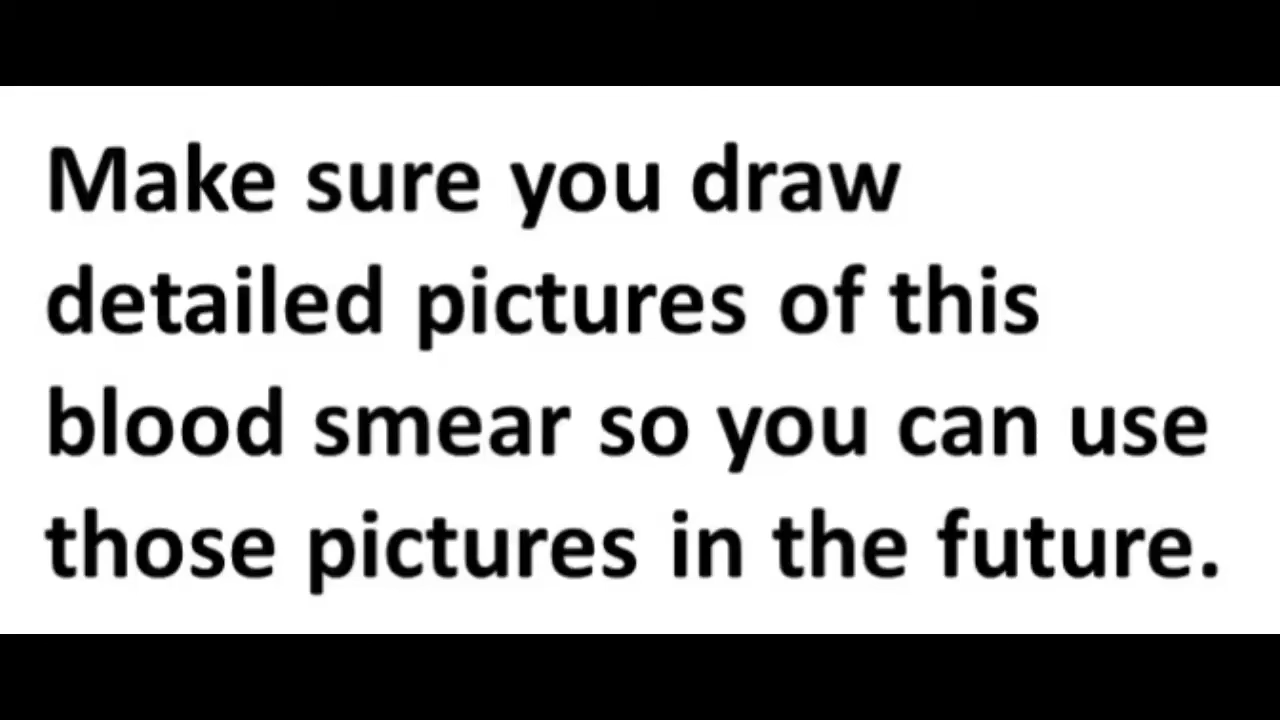 Make sure you draw
detailed pictures of this
blood smear so you can use
those pictures in the future.